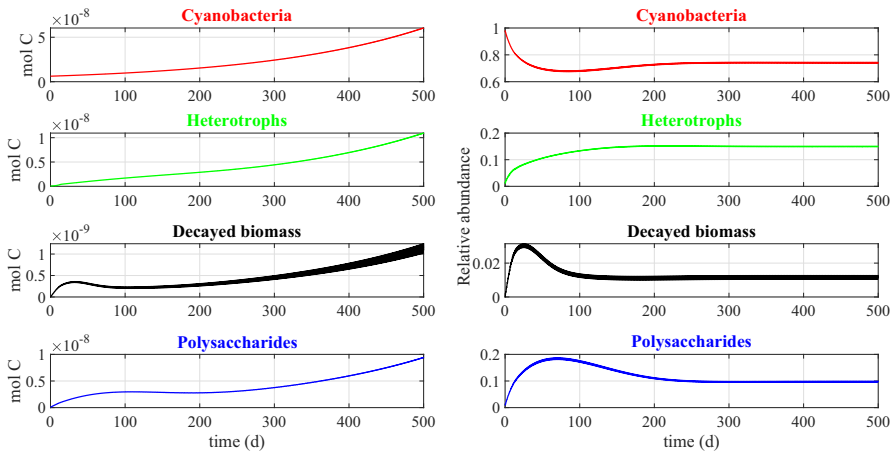 Cyanobacteria
×10⁻⁸
mol C
5
0
0 100 200 300 400 500
Heterotrophs
×10⁻⁸
mol C
1
0.5
0
0 100 200 300 400 500
Decayed biomass
×10⁻⁹
mol C
1
0.5
0
0 100 200 300 400 500
Polysaccharides
×10⁻⁸
mol C
1
0.5
0
0 100 200 300 400 500
time (d)
Cyanobacteria
1
0.8
0.6
0 100 200 300 400 500
Heterotrophs
0.2
0.1
0
0 100 200 300 400 500
Relative abundance
Decayed biomass
0.02
0
0 100 200 300 400 500
Polysaccharides
0.2
0.1
0
0 100 200 300 400 500
time (d)